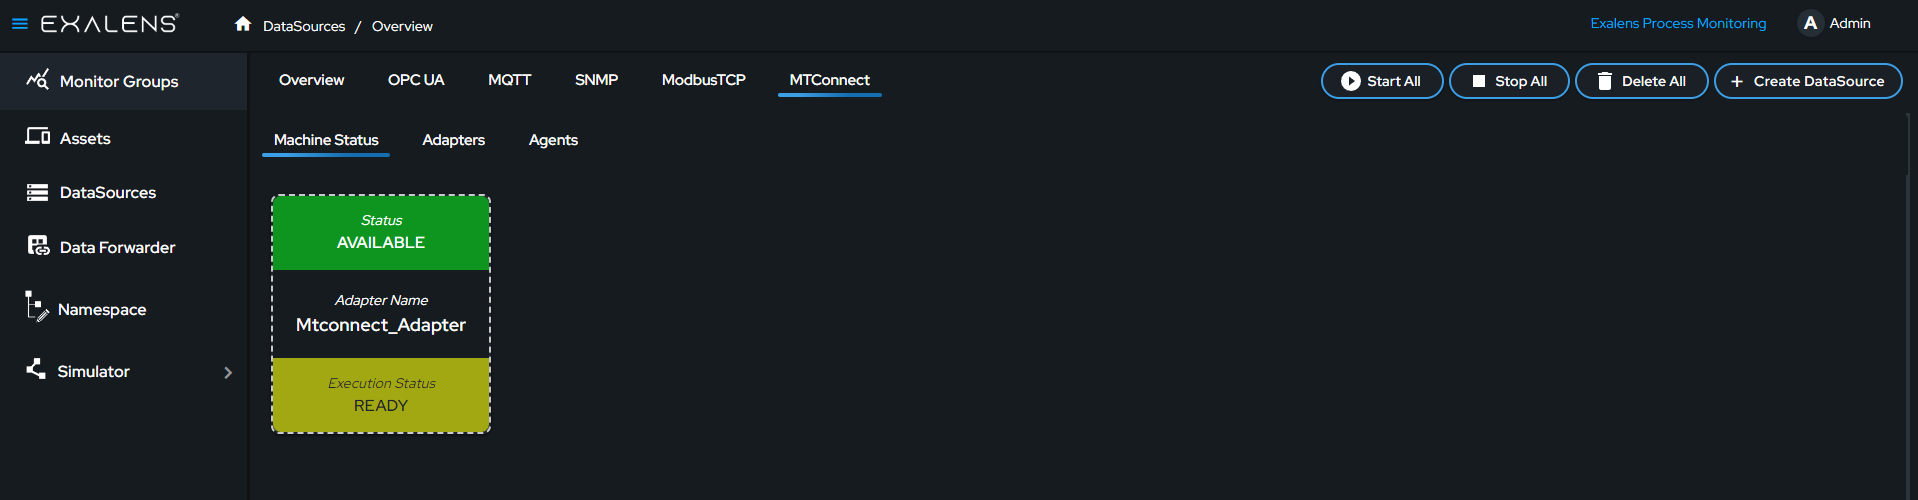 EXALENS®
DataSources / Overview
Exalens Process Monitoring
A Admin
Monitor Groups
Assets
DataSources
Data Forwarder
Namespace
Simulator
Overview OPC UA MQTT SNMP ModbusTCP MTConnect
Start All Stop All Delete All + Create DataSource
Machine Status Adapters Agents
Status
AVAILABLE
Adapter Name
Mtconnect_Adapter
Execution Status
READY